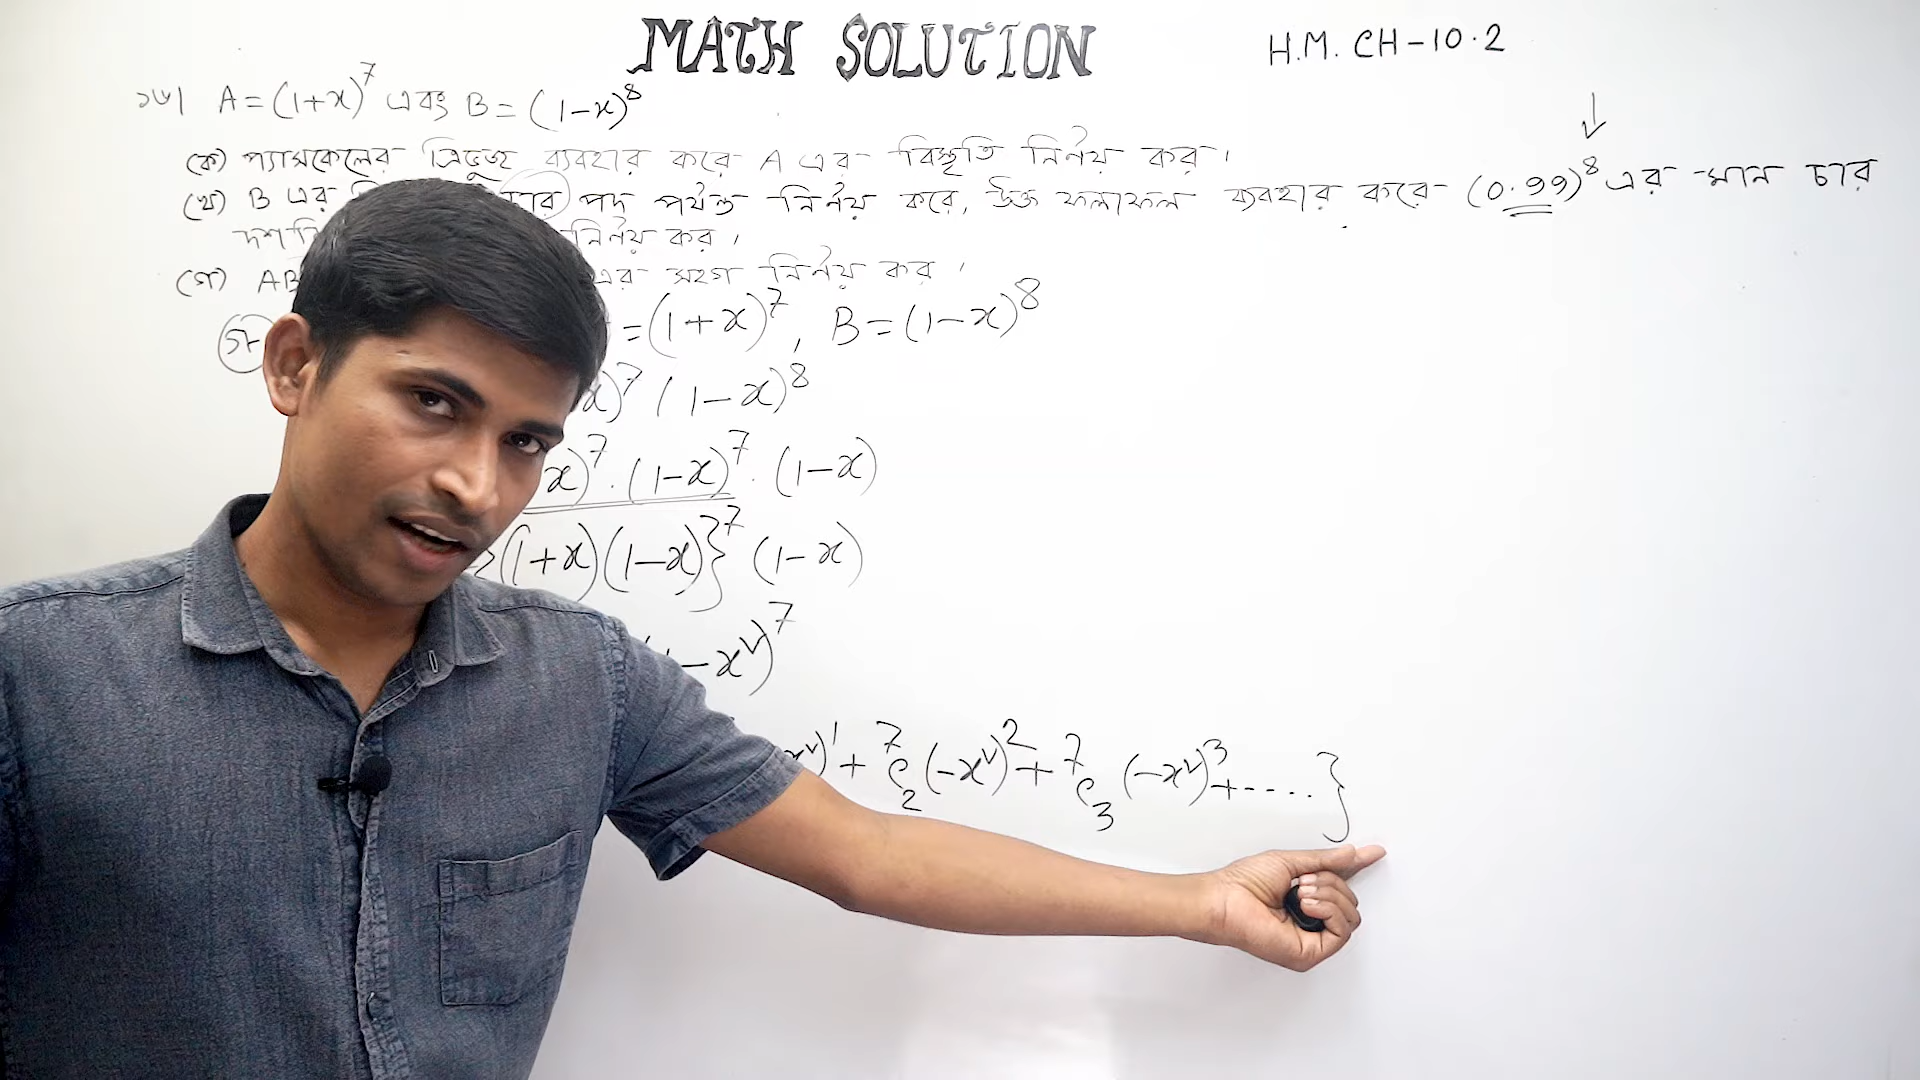 MATH SOLUTION
H.M. CH-10.2
১৬। A = (1+x)^7 এবং B = (1-x)^8
(ক) প্যাসকেলের ত্রিভুজ ব্যবহার করে A এর বিস্তৃতি নির্ণয় কর।
(খ) B এর চার পদ পর্যন্ত নির্ণয় করে, উক্ত ফলাফল ব্যবহার করে (0.99)^8 এর মান চার
নির্ণয় কর।
(গ) AB এর সহগ নির্ণয় কর।
গ = (1+x)^7, B = (1-x)^8
x)^7 (1-x)^8
x)^7 . (1-x)^7 . (1-x)
(1+x)(1-x)}^7 (1-x)
-x²)^7
x²)^1 + 7c2 (-x²)^2 + 7c3 (-x²)^3 + ....}